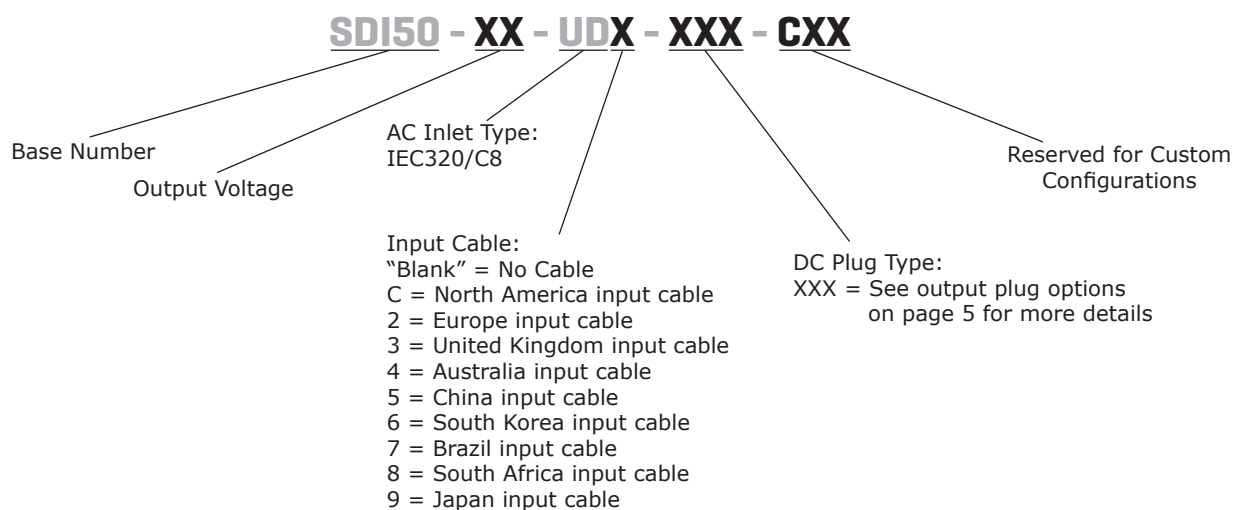 SDI50 - XX - UDX - XXX - CXX
Base Number
Output Voltage
AC Inlet Type:
IEC320/C8
Input Cable:
“Blank” = No Cable
C = North America input cable
2 = Europe input cable
3 = United Kingdom input cable
4 = Australia input cable
5 = China input cable
6 = South Korea input cable
7 = Brazil input cable
8 = South Africa input cable
9 = Japan input cable
DC Plug Type:
XXX = See output plug options
on page 5 for more details
Reserved for Custom
Configurations